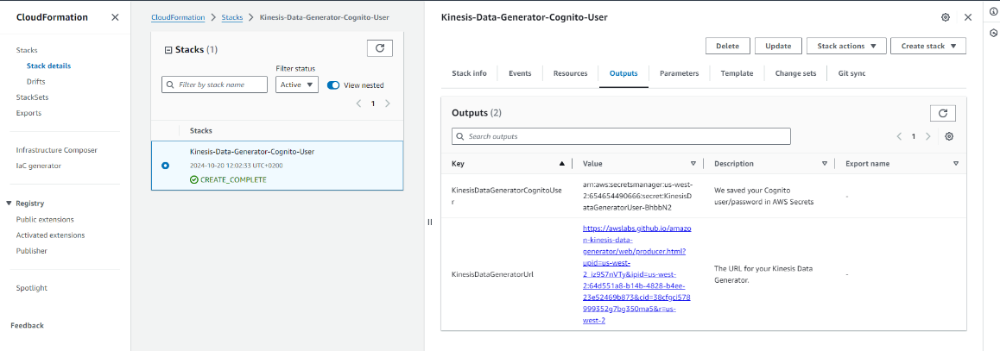 CloudFormation
Stacks
Stack details
Drifts
StackSets
Exports
Infrastructure Composer
IaC generator
Registry
Public extensions
Activated extensions
Publisher
Spotlight
Feedback
CloudFormation > Stacks > Kinesis-Data-Generator-Cognito-User
Stacks (1)
Filter status
Filter by stack name
Active
View nested
1
Stacks
Kinesis-Data-Generator-Cognito-User
2024-10-20 12:02:33 UTC+0200
CREATE_COMPLETE
Kinesis-Data-Generator-Cognito-User
Delete
Update
Stack actions
Create stack
Stack info
Events
Resources
Outputs
Parameters
Template
Change sets
Git sync
Outputs (2)
Search outputs
1
Key
Value
Description
Export name
KinesisDataGeneratorCognitoUse
r
arn:aws:secretsmanager:us-west-
2:654654490666:secret:KinesisD
ataGeneratorUser-BhbbN2
We saved your Cognito
user/password in AWS Secrets
-
KinesisDataGeneratorUrl
https://awslabs.github.io/amazo
n-kinesis-data-
generator/web/producer.html?
upid=us-west-
2_iz9S7nVTy&ipid=us-west-
2:64d551a8-b14b-4828-b4ee-
23e52469b873&cid=38cfgci578
999352g7bg350ma5&r=us-
west-2
The URL for your Kinesis Data
Generator.
-